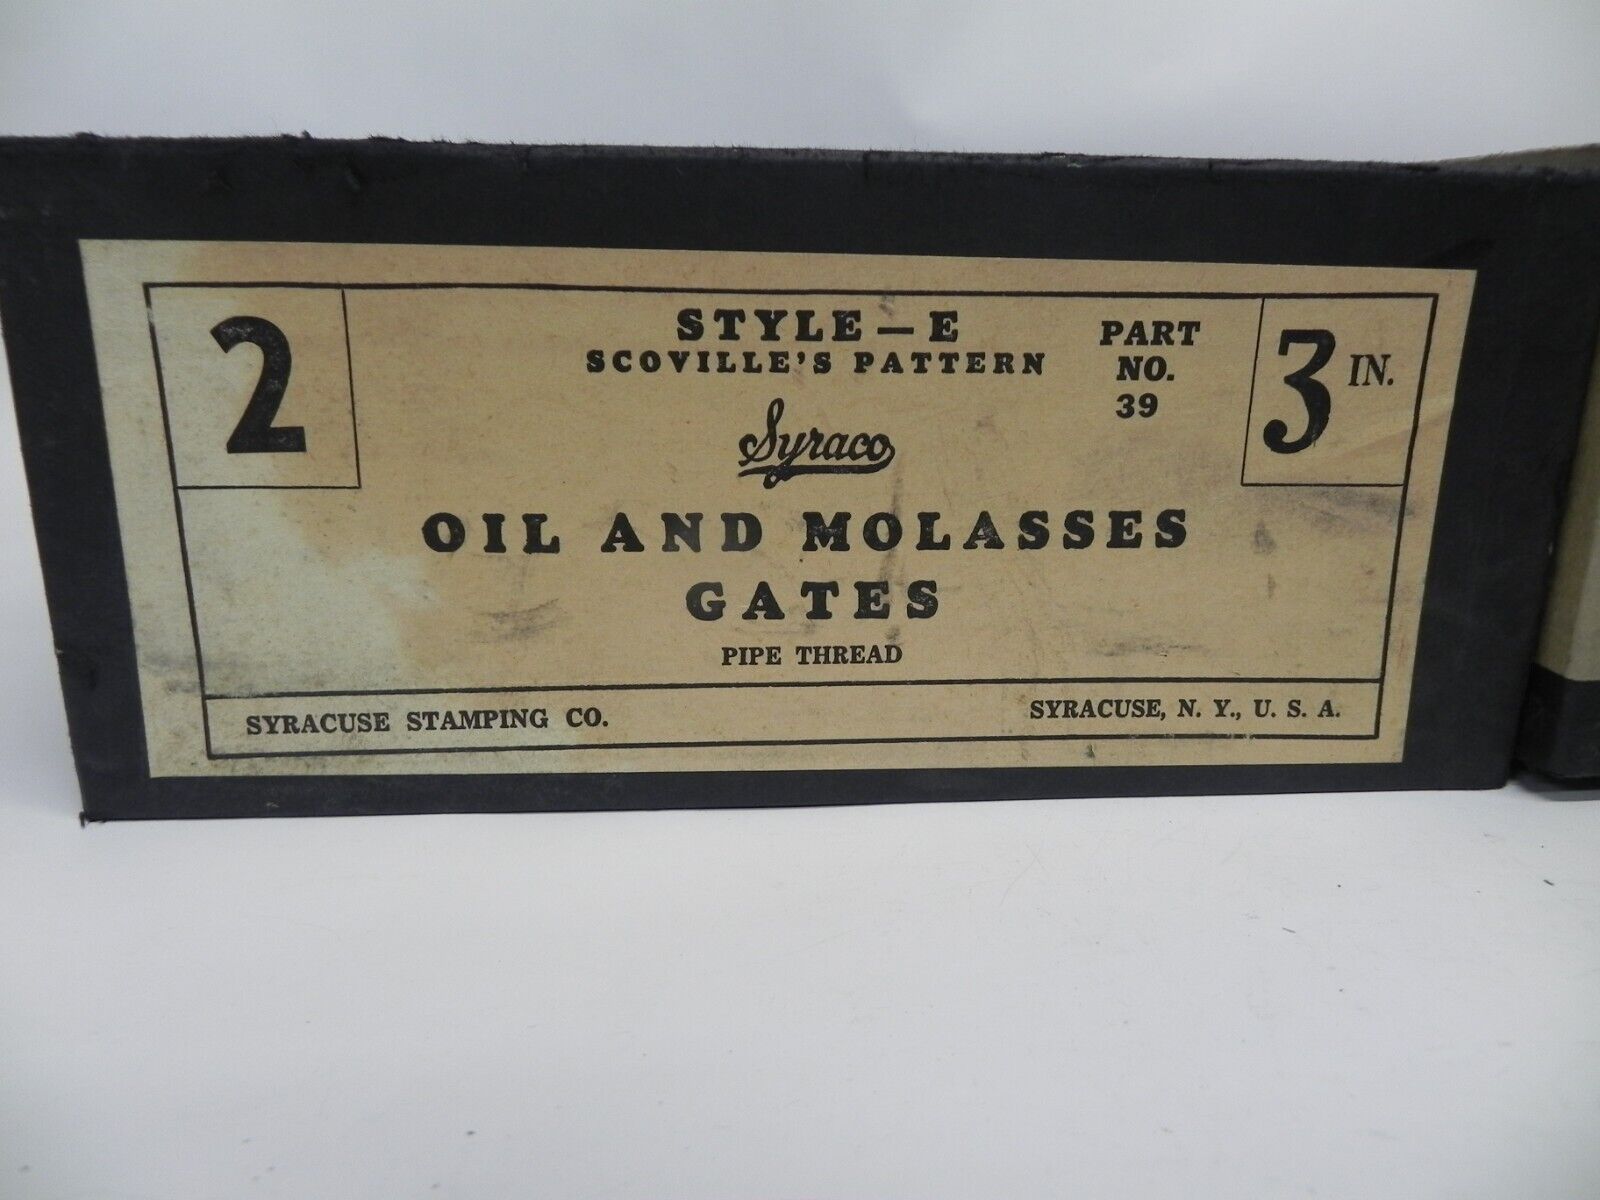 2
STYLE — E
SCOVILLE'S PATTERN
PART
NO.
39
3 IN.
Syraco
OIL AND MOLASSES
GATES
PIPE THREAD
SYRACUSE STAMPING CO.
SYRACUSE, N. Y., U. S. A.